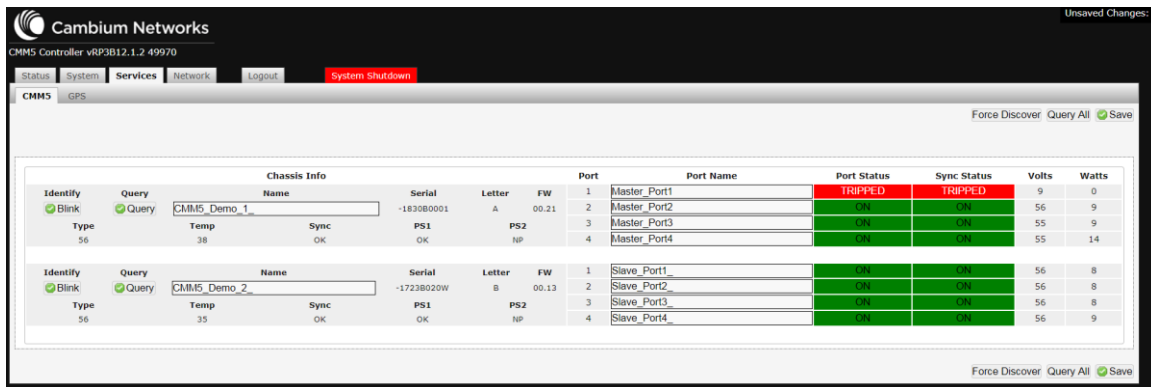 Unsaved Changes:
Cambium Networks
CMM5 Controller vRP3B12.1.2 49970
Status System Services Network Logout System Shutdown
CMM5 GPS
Force Discover Query All Save
Chassis Info Port Port Name Port Status Sync Status Volts Watts
Identify Query Name Serial Letter FW 1 Master_Port1 TRIPPED TRIPPED 9 0
Blink Query CMM5_Demo_1_ -1830B0001 A 00.21 2 Master_Port2 ON ON 56 9
Type Temp Sync PS1 PS2 3 Master_Port3 ON ON 55 9
56 38 OK OK NP 4 Master_Port4 ON ON 55 14
Identify Query Name Serial Letter FW 1 Slave_Port1_ ON ON 56 8
Blink Query CMM5_Demo_2_ -1723B020W B 00.13 2 Slave_Port2_ ON ON 56 8
Type Temp Sync PS1 PS2 3 Slave_Port3_ ON ON 56 8
56 35 OK OK NP 4 Slave_Port4_ ON ON 56 9
Force Discover Query All Save